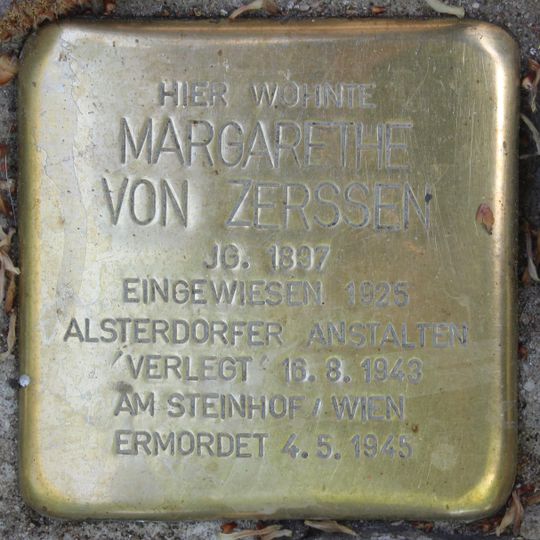 HIER WOHNTE
MARGARETHE
VON ZERSSEN
JG. 1897
EINGEWIESEN 1925
ALSTERDORFER ANSTALTEN
'VERLEGT' 16.8.1943
AM STEINHOF / WIEN
ERMORDET 4.5.1945